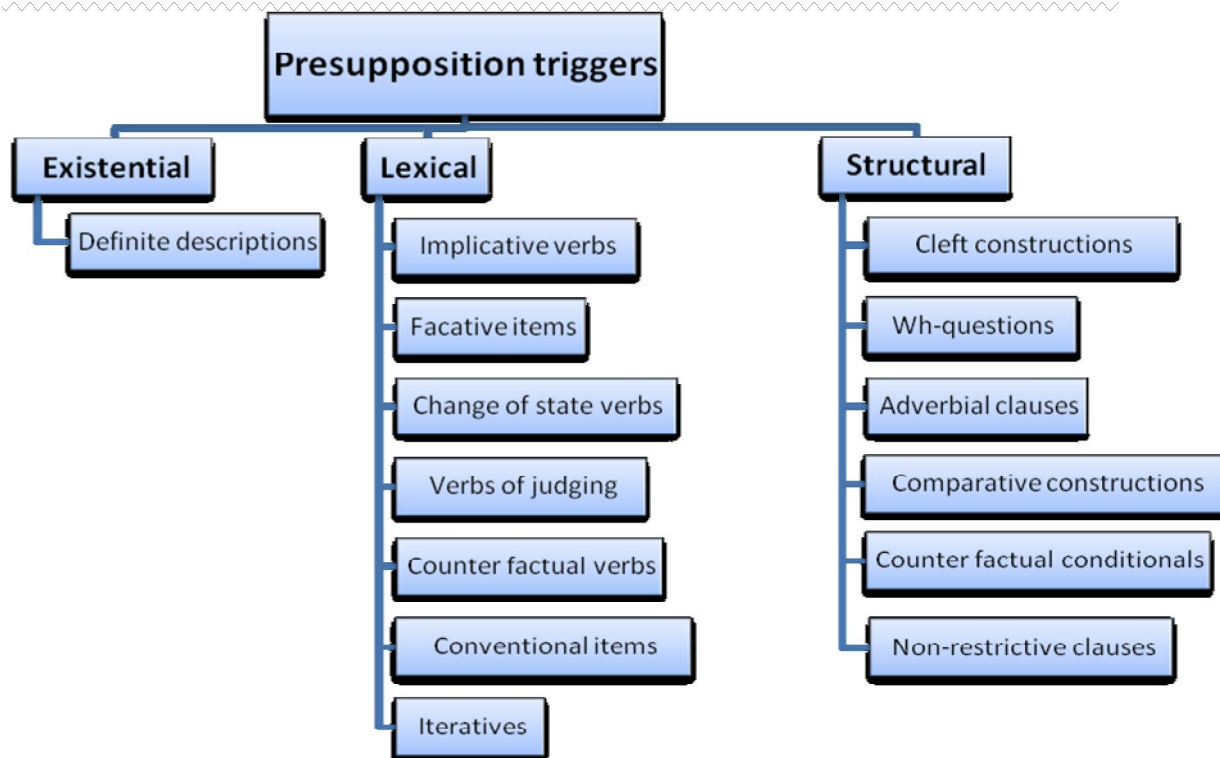 Presupposition triggers
Existential
Definite descriptions
Lexical
Implicative verbs
Facative items
Change of state verbs
Verbs of judging
Counter factual verbs
Conventional items
Iteratives
Structural
Cleft constructions
Wh-questions
Adverbial clauses
Comparative constructions
Counter factual conditionals
Non-restrictive clauses